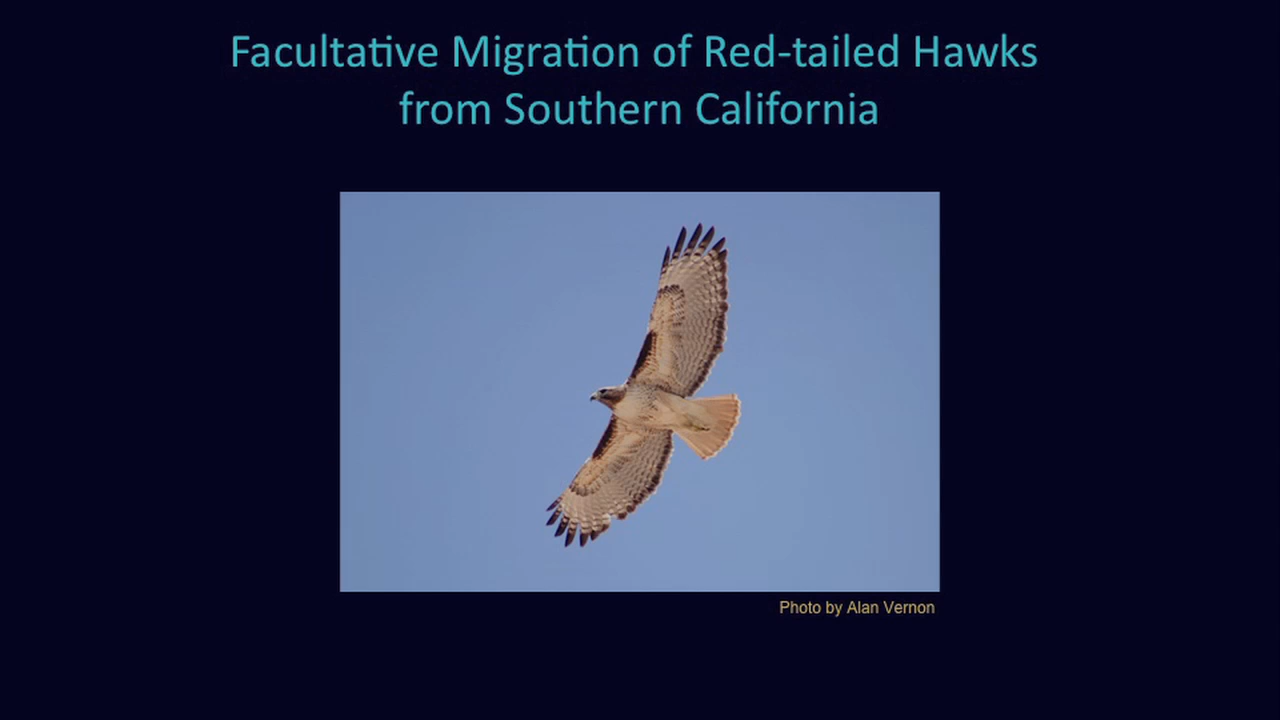 Facultative Migration of Red-tailed Hawks
from Southern California
Photo by Alan Vernon